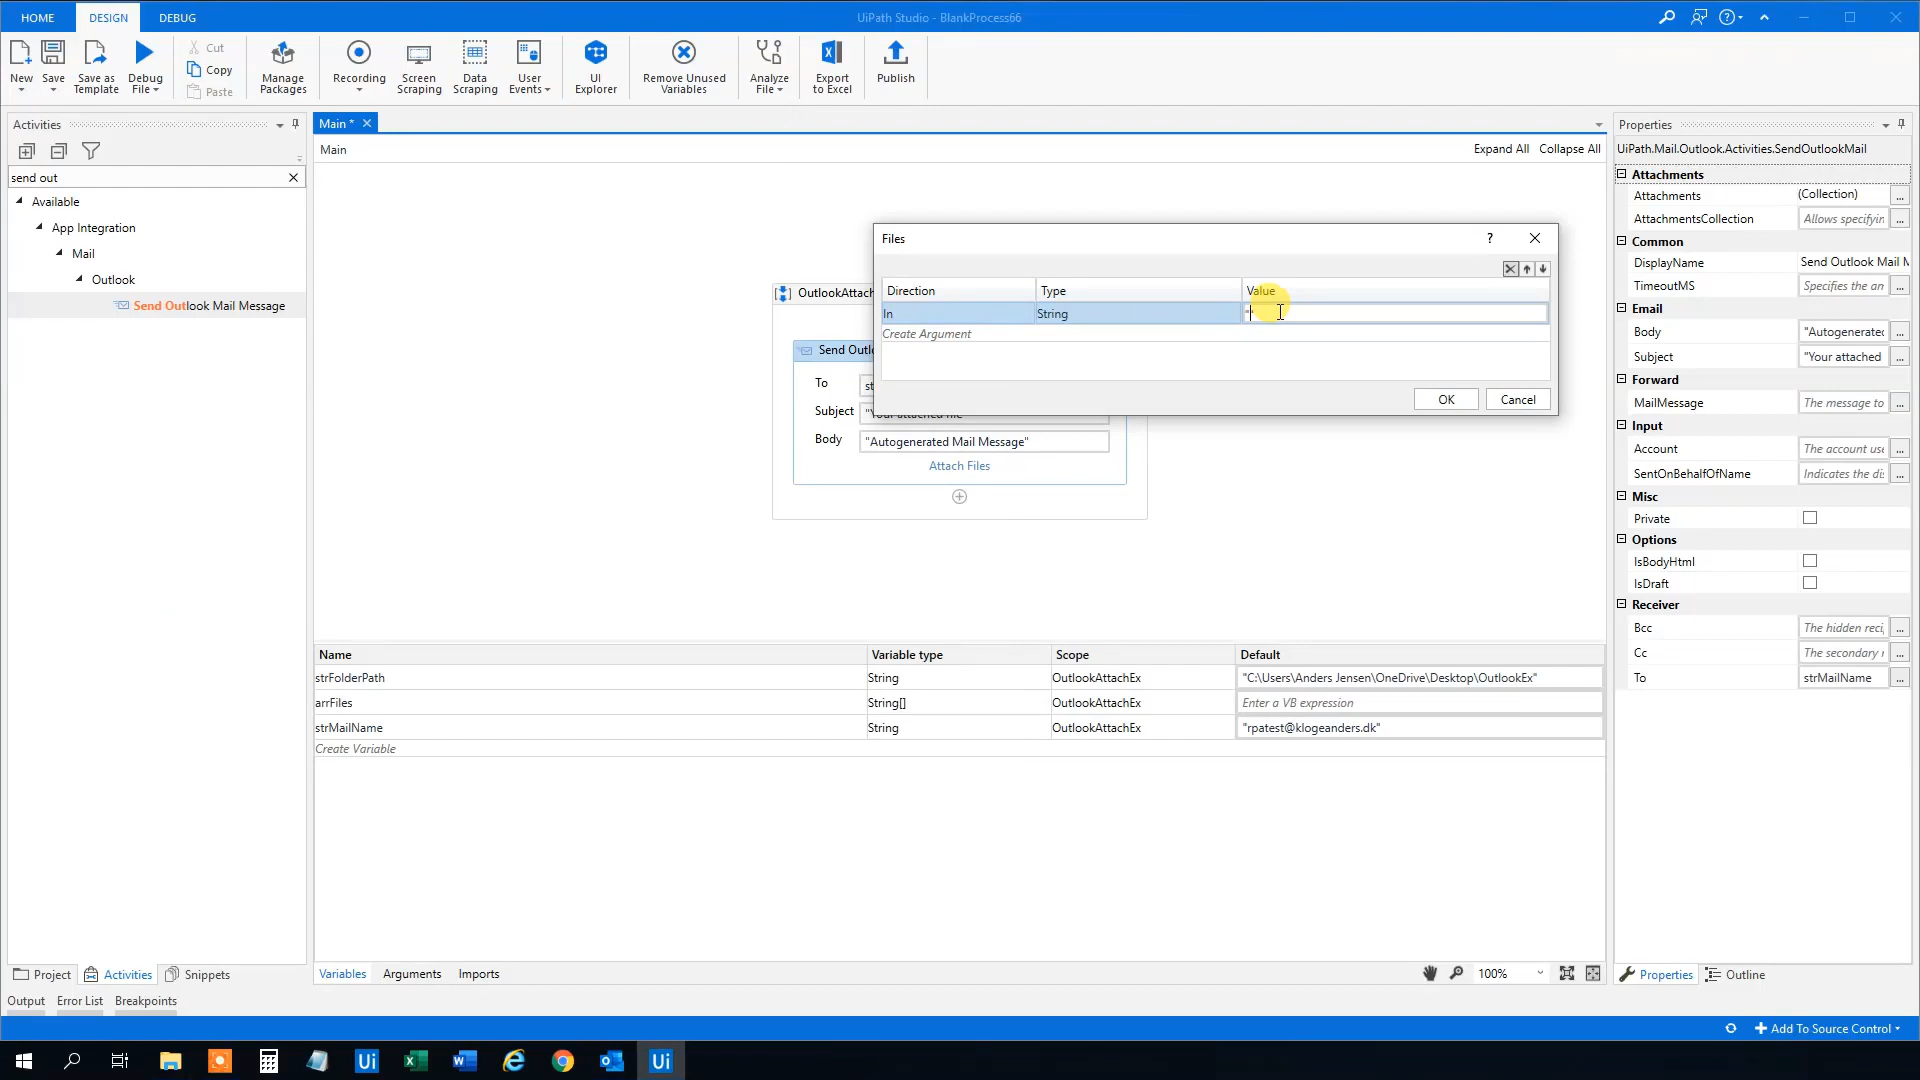 HOME
DESIGN
DEBUG
UiPath Studio - BlankProcess66
New
Save
Save as Template
Debug File
Cut
Copy
Paste
Manage Packages
Recording
Screen Scraping
Data Scraping
User Events
UI Explorer
Remove Unused Variables
Analyze File
Export to Excel
Publish
Activities
send out
Available
App Integration
Mail
Outlook
Send Outlook Mail Message
Main *
Main
Expand All
Collapse All
OutlookAttach
Send Outlo
To
st
Subject
"Your attached file"
Body
"Autogenerated Mail Message"
Attach Files
Files
?
Direction
Type
Value
In
String
""
Create Argument
OK
Cancel
Name
Variable type
Scope
Default
strFolderPath
String
OutlookAttachEx
"C:\Users\Anders Jensen\OneDrive\Desktop\OutlookEx"
arrFiles
String[]
OutlookAttachEx
Enter a VB expression
strMailName
String
OutlookAttachEx
"rpatest@klogeanders.dk"
Create Variable
Variables
Arguments
Imports
100%
Properties
UiPath.Mail.Outlook.Activities.SendOutlookMail
Attachments
Attachments
(Collection)
...
AttachmentsCollection
Allows specifyin
...
Common
DisplayName
Send Outlook Mail M
TimeoutMS
Specifies the an
...
Email
Body
"Autogenerated
...
Subject
"Your attached
...
Forward
MailMessage
The message to
...
Input
Account
The account use
...
SentOnBehalfOfName
Indicates the di
...
Misc
Private
Options
IsBodyHtml
IsDraft
Receiver
Bcc
The hidden reci
...
Cc
The secondary r
...
To
strMailName
...
Project
Activities
Snippets
Properties
Outline
Output
Error List
Breakpoints
Add To Source Control
Ui
Ui